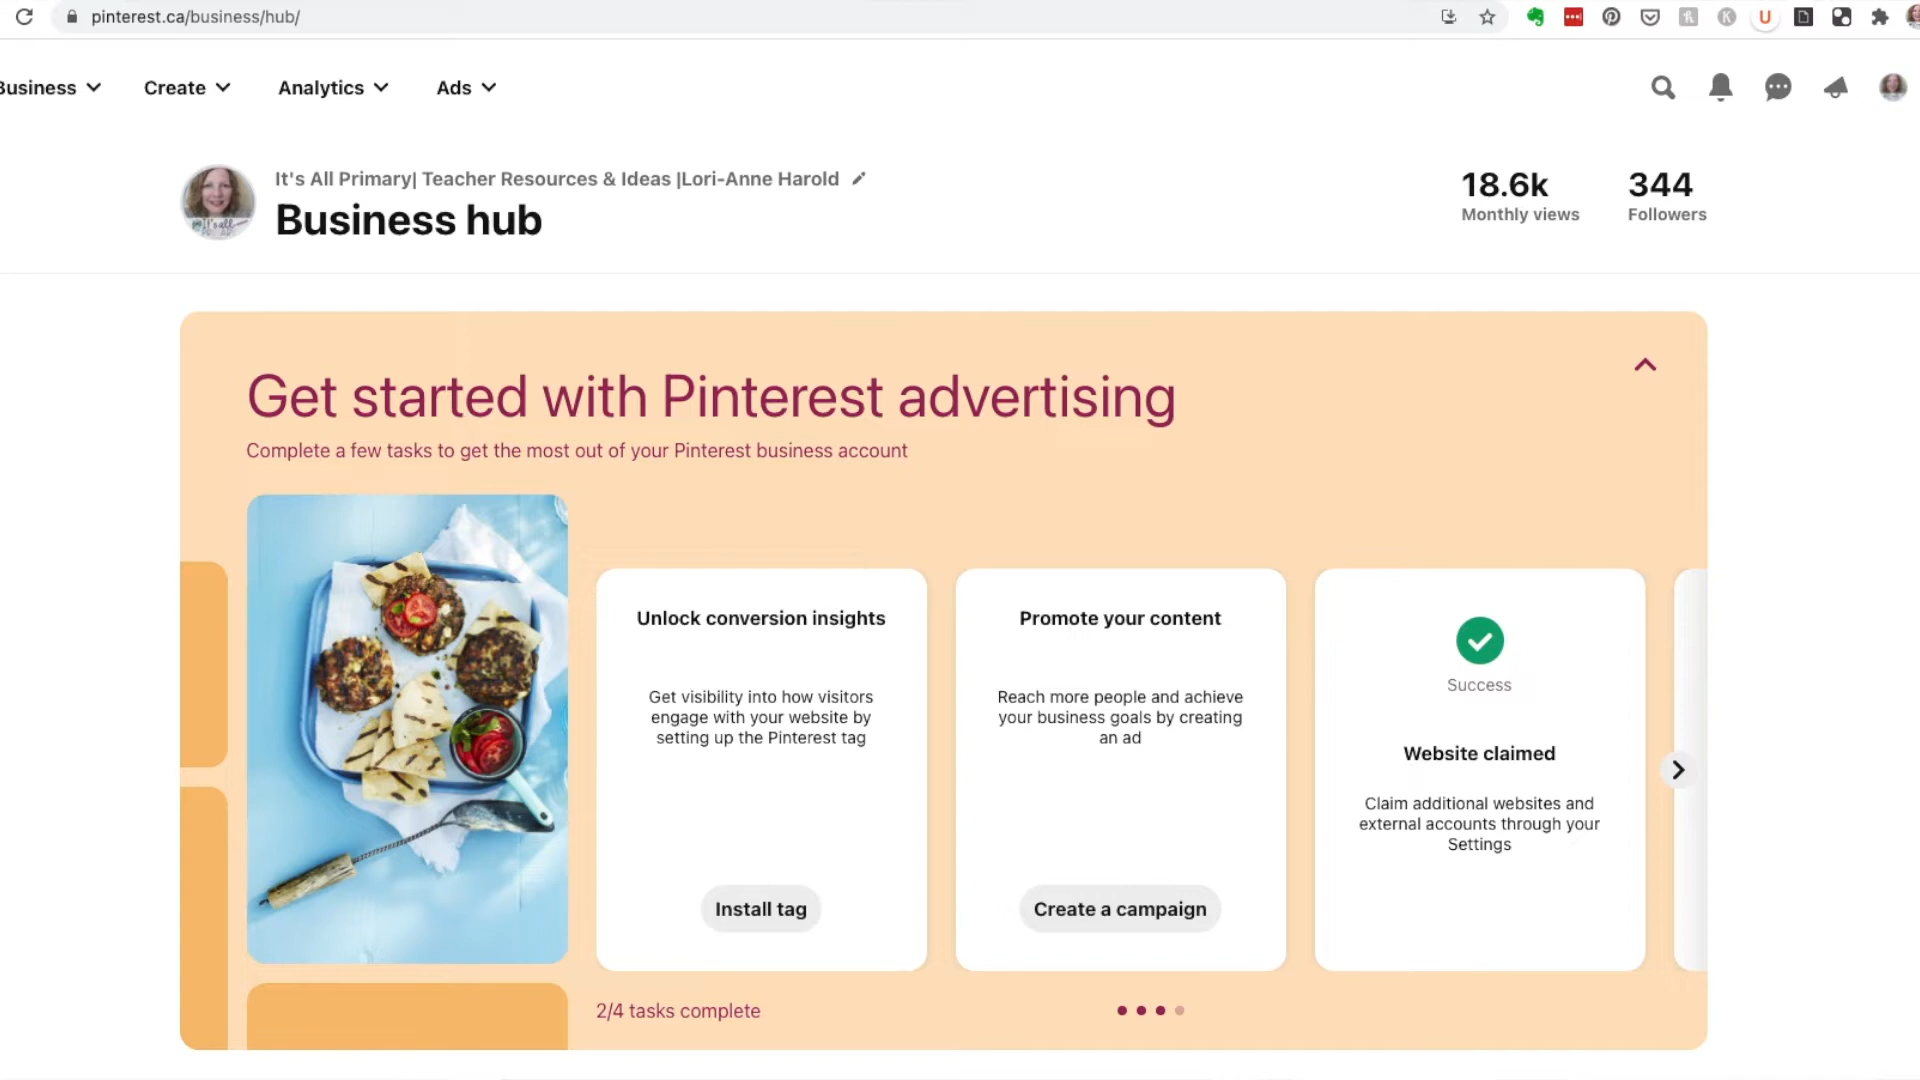 pinterest.ca/business/hub/
Business
Create
Analytics
Ads
It's All Primary| Teacher Resources & Ideas |Lori-Anne Harold
Business hub
18.6k
Monthly views
344
Followers
Get started with Pinterest advertising
Complete a few tasks to get the most out of your Pinterest business account
Unlock conversion insights
Get visibility into how visitors
engage with your website by
setting up the Pinterest tag
Install tag
Promote your content
Reach more people and achieve
your business goals by creating
an ad
Create a campaign
Success
Website claimed
Claim additional websites and
external accounts through your
Settings
2/4 tasks complete